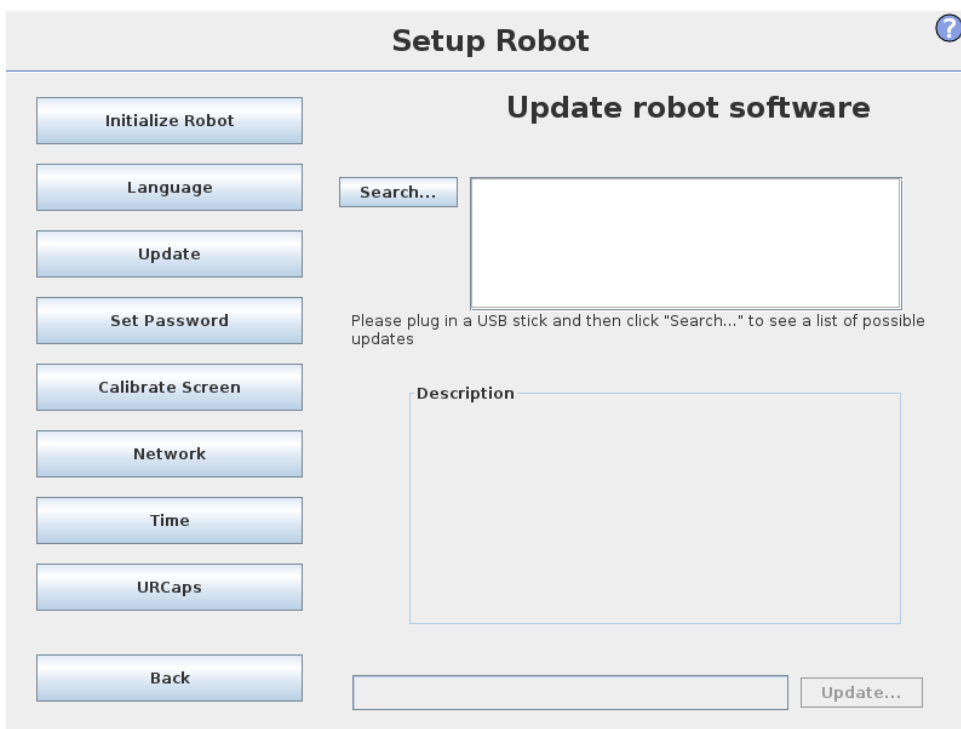 Setup Robot
?
Initialize Robot
Language
Update
Set Password
Calibrate Screen
Network
Time
URCaps
Back
Update robot software
Search...
Please plug in a USB stick and then click "Search..." to see a list of possible
updates
Description
Update...